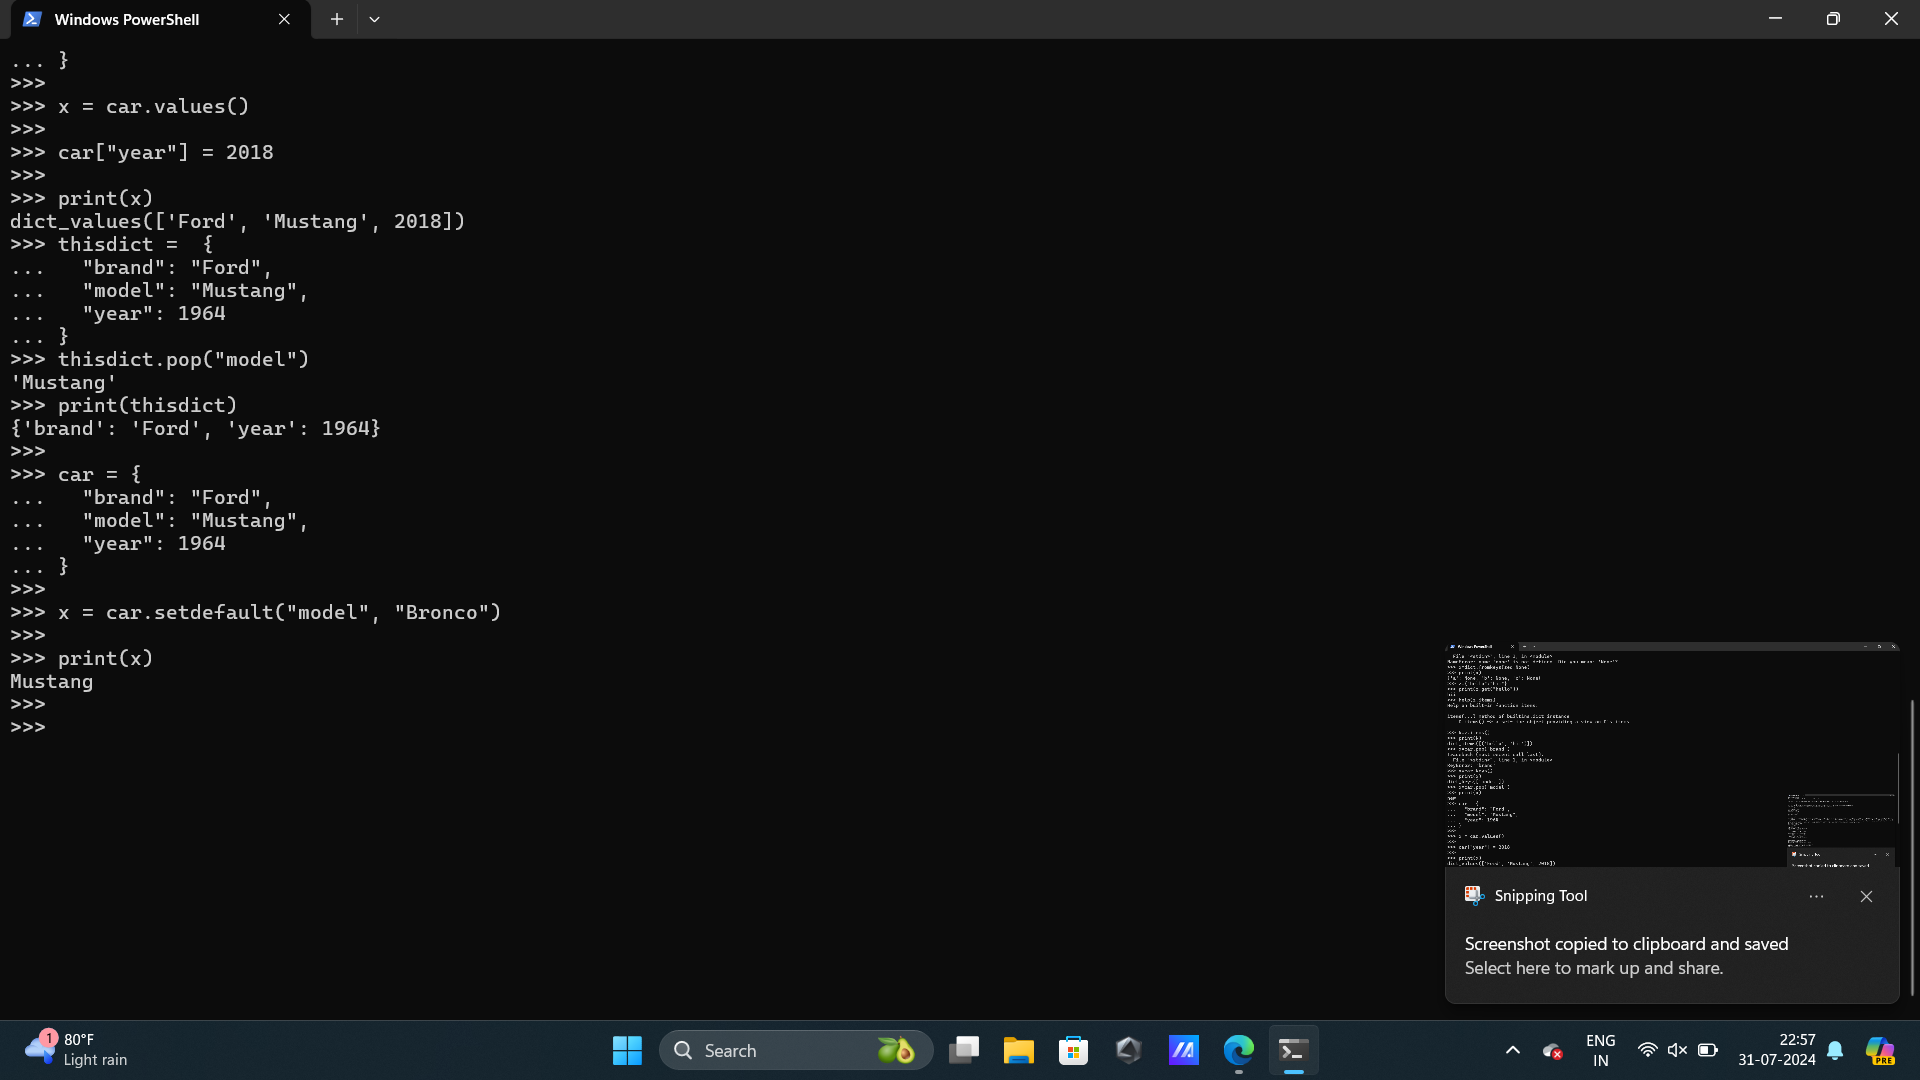 Windows PowerShell
... }
>>>
>>> x = car.values()
>>>
>>> car["year"] = 2018
>>>
>>> print(x)
dict_values(['Ford', 'Mustang', 2018])
>>> thisdict =  {
...   "brand": "Ford",
...   "model": "Mustang",
...   "year": 1964
... }
>>> thisdict.pop("model")
'Mustang'
>>> print(thisdict)
{'brand': 'Ford', 'year': 1964}
>>>
>>> car = {
...   "brand": "Ford",
...   "model": "Mustang",
...   "year": 1964
... }
>>>
>>> x = car.setdefault("model", "Bronco")
>>>
>>> print(x)
Mustang
>>>
>>>
Snipping Tool
Screenshot copied to clipboard and saved
Select here to mark up and share.
1
80°F
Light rain
Search
ENG
IN
22:57
31-07-2024
PRE